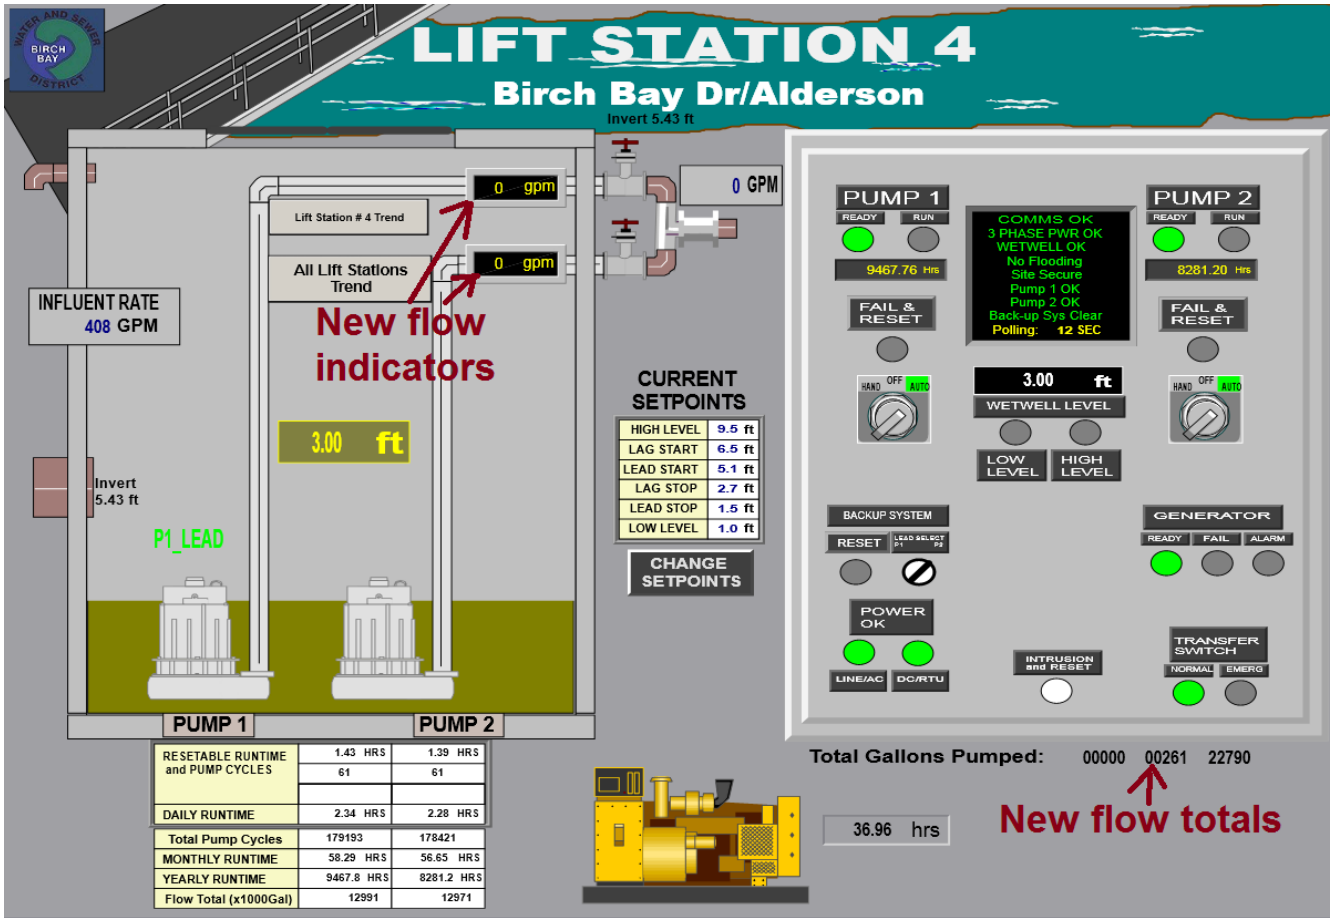 WATER AND SEWER
BIRCH
BAY
DISTRICT
LIFT STATION 4
Birch Bay Dr/Alderson
Invert 5.43 ft
0 gpm
0 GPM
Lift Station # 4 Trend
0 gpm
All Lift Stations
Trend
New flow
indicators
INFLUENT RATE
408 GPM
3.00 ft
Invert
5.43 ft
P1_LEAD
PUMP 1
PUMP 2
CURRENT
SETPOINTS
HIGH LEVEL 9.5 ft
LAG START 6.5 ft
LEAD START 5.1 ft
LAG STOP 2.7 ft
LEAD STOP 1.5 ft
LOW LEVEL 1.0 ft
CHANGE
SETPOINTS
PUMP 1
READY RUN
9467.76 Hrs
FAIL &
RESET
HAND OFF AUTO
COMMS OK
3 PHASE PWR OK
WETWELL OK
No Flooding
Site Secure
Pump 1 OK
Pump 2 OK
Back-up Sys Clear
Polling: 12 SEC
3.00 ft
WETWELL LEVEL
LOW
LEVEL
HIGH
LEVEL
PUMP 2
READY RUN
8281.20 Hrs
FAIL &
RESET
HAND OFF AUTO
BACKUP SYSTEM
RESET
LEAD SELECT
P1 P2
POWER
OK
LINE/AC DC/RTU
INTRUSION
and RESET
GENERATOR
READY FAIL ALARM
TRANSFER
SWITCH
NORMAL EMERG
RESETABLE RUNTIME 1.43 HRS 1.39 HRS
and PUMP CYCLES 61 61
DAILY RUNTIME 2.34 HRS 2.28 HRS
Total Pump Cycles 179193 178421
MONTHLY RUNTIME 58.29 HRS 56.65 HRS
YEARLY RUNTIME 9467.8 HRS 8281.2 HRS
Flow Total (x1000Gal) 12991 12971
Total Gallons Pumped: 00000 00261 22790
New flow totals
36.96 hrs